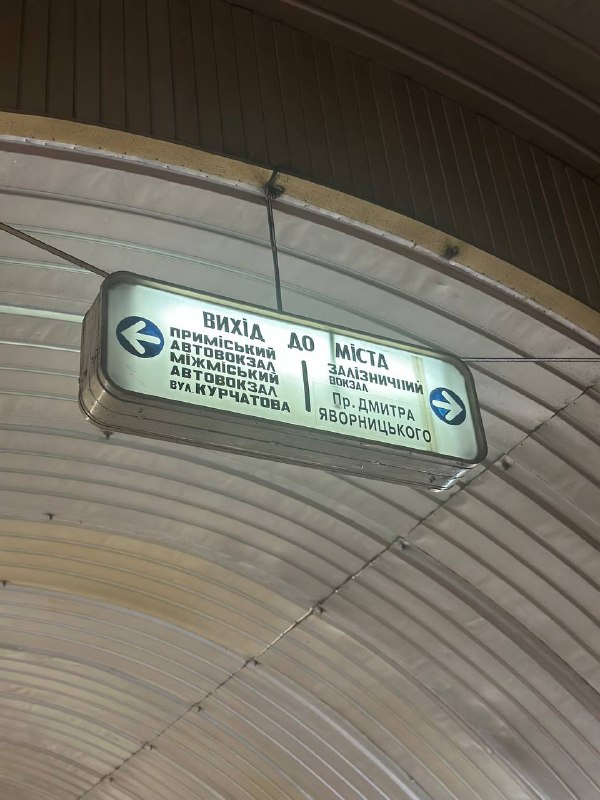 ВИХІД ДО МІСТА
ПРИМІСЬКИЙ
АВТОВОКЗАЛ
МІЖМІСЬКИЙ
АВТОВОКЗАЛ
ВУЛ. КУРЧАТОВА
ЗАЛІЗНИЧНИЙ
ВОКЗАЛ
Пр. ДМИТРА
ЯВОРНИЦЬКОГО